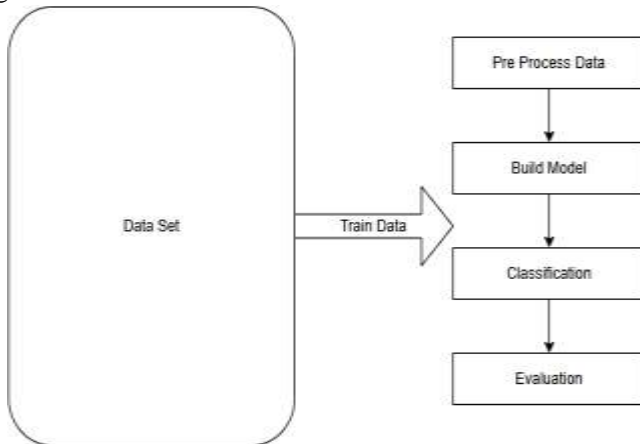 Data Set
Train Data
Pre Process Data
Build Model
Classification
Evaluation